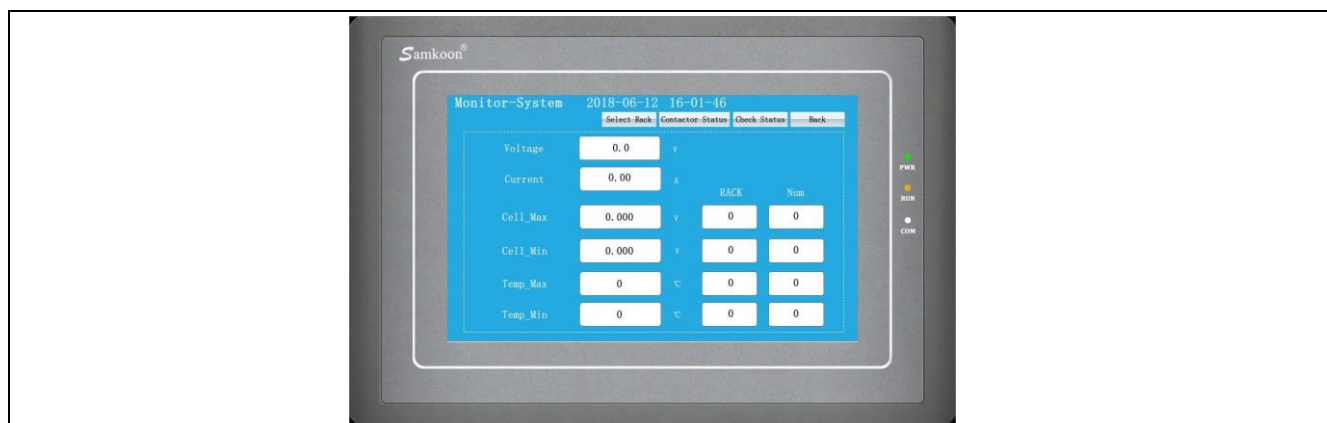 Samkoon®
Monitor-System 2018-06-12 16-01-46
Select Rack Contactor Status Check Status Back
Voltage 0.0 V
Current 0.00 A
RACK Num
Cell_Max 0.000 V 0 0
Cell_Min 0.000 V 0 0
Temp_Max 0 ℃ 0 0
Temp_Min 0 ℃ 0 0
PWR
RUN
COM